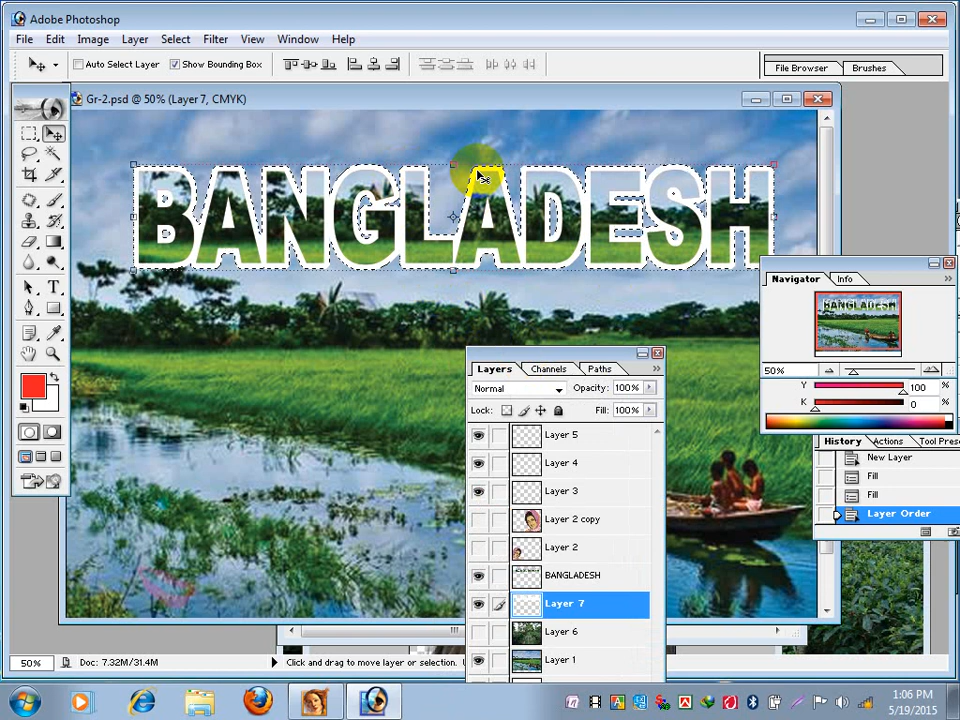 Adobe Photoshop
File Edit Image Layer Select Filter View Window Help
Auto Select Layer Show Bounding Box
File Browser Brushes
Gr-2.psd @ 50% (Layer 7, CMYK)
BANGLADESH
Navigator Info
50%
Y 100 %
K 0 %
Layers Channels Paths
Normal Opacity: 100%
Lock: Fill: 100%
Layer 5
Layer 4
Layer 3
Layer 2 copy
Layer 2
BANGLADESH
Layer 7
Layer 6
Layer 1
History Actions Tool Prese
New Layer
Fill
Fill
Layer Order
50% Doc: 7.32M/31.4M Click and drag to move layer or selection.
1:06 PM
5/19/2015